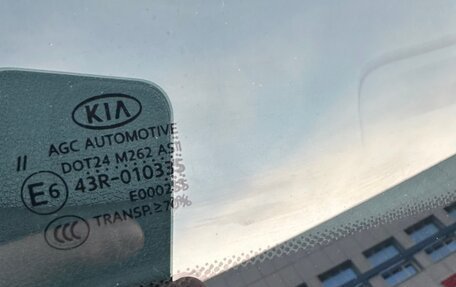 KIA
AGC AUTOMOTIVE
DOT24 M262 AS1
II
E6 43R-01033
E0002
CCC TRANSP.≥70%